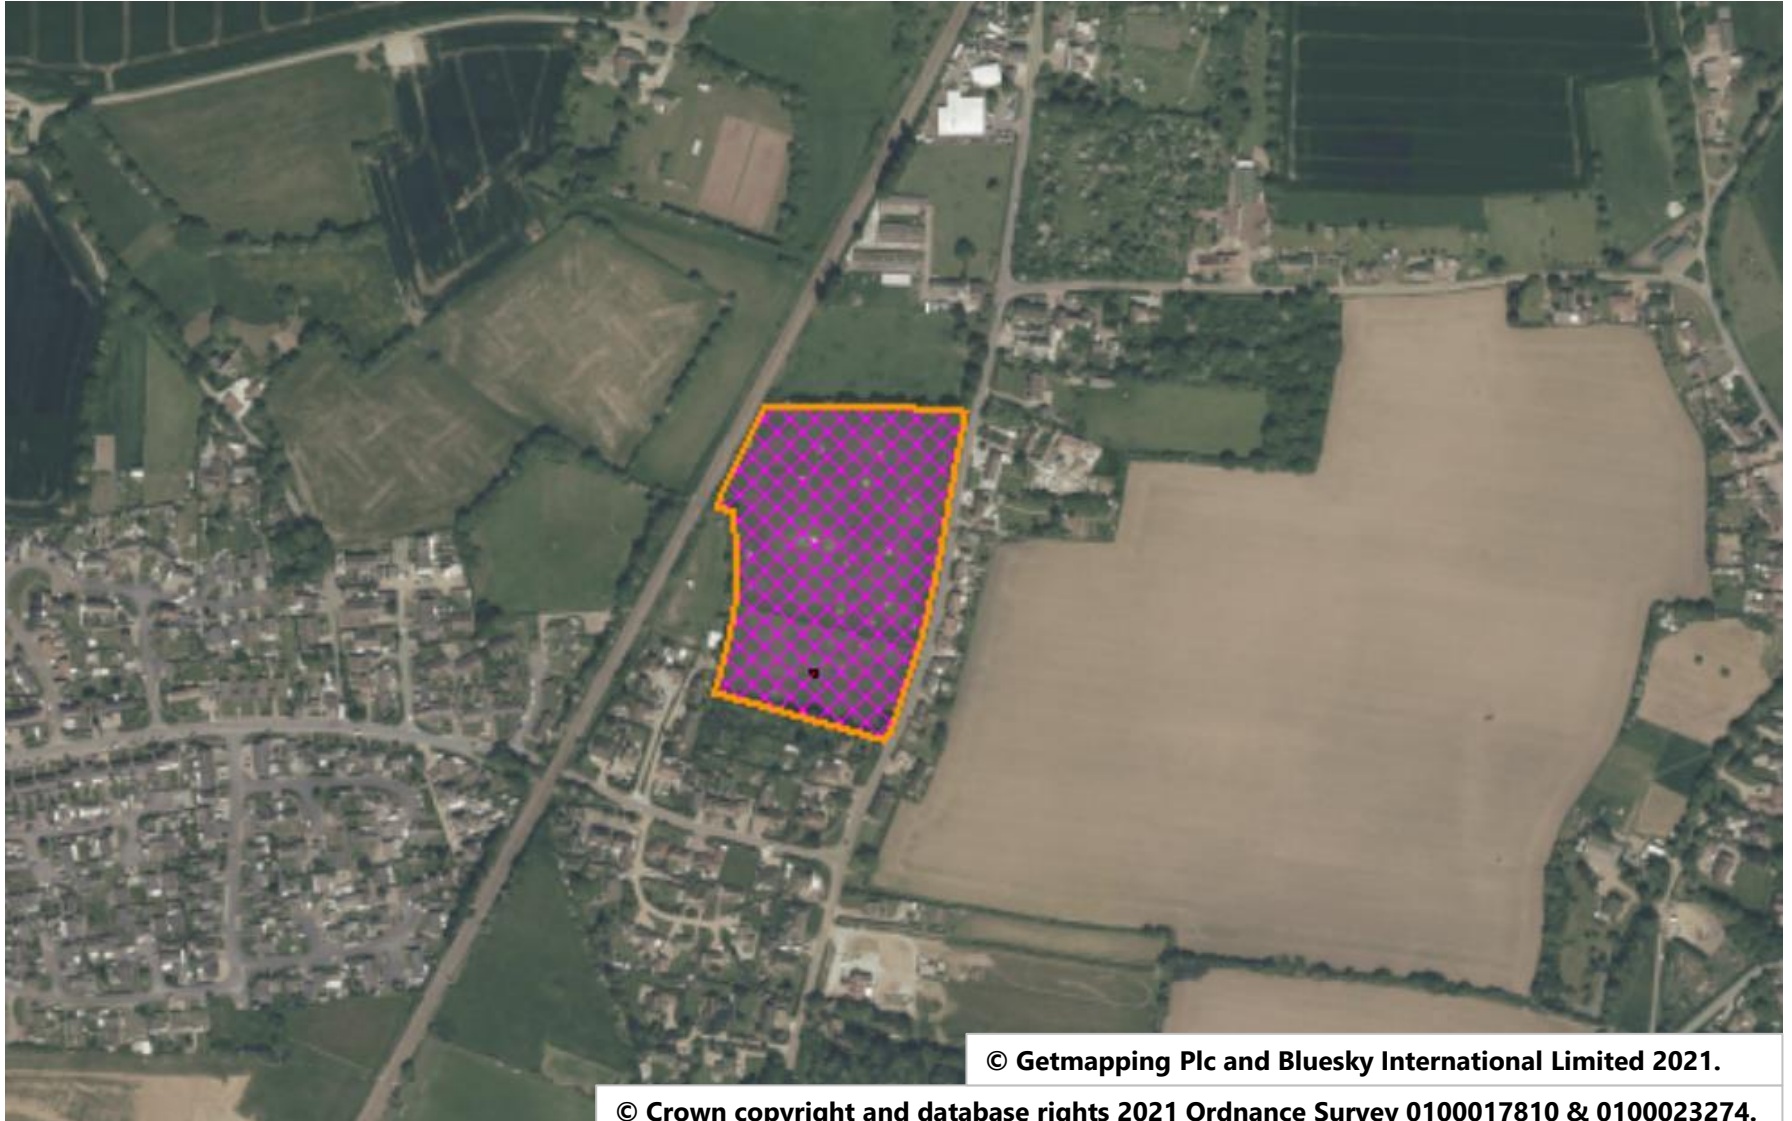 © Getmapping Plc and Bluesky International Limited 2021.
© Crown copyright and database rights 2021 Ordnance Survey 0100017810 & 0100023274.